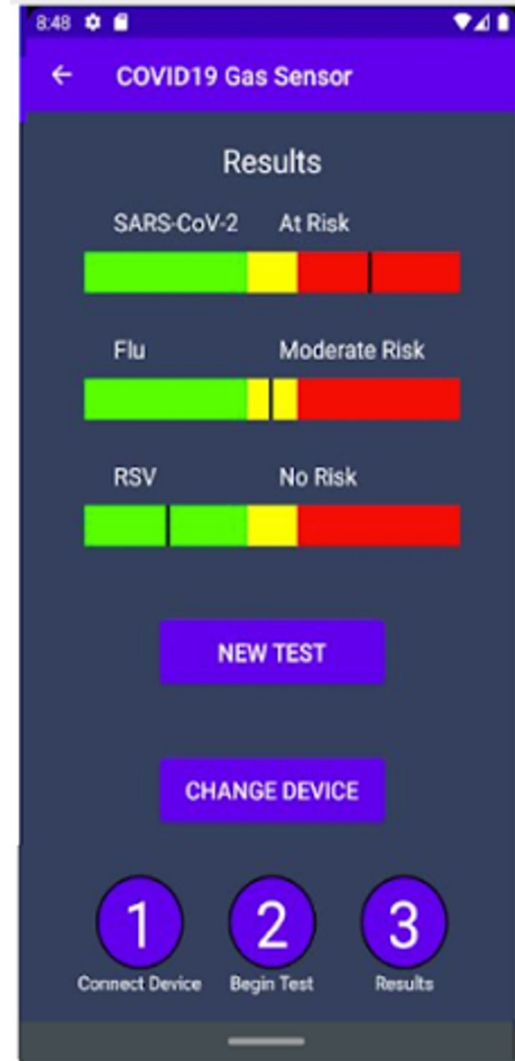 8:48
COVID19 Gas Sensor
Results
SARS-CoV-2 At Risk
Flu Moderate Risk
RSV No Risk
NEW TEST
CHANGE DEVICE
1 2 3
Connect Device Begin Test Results